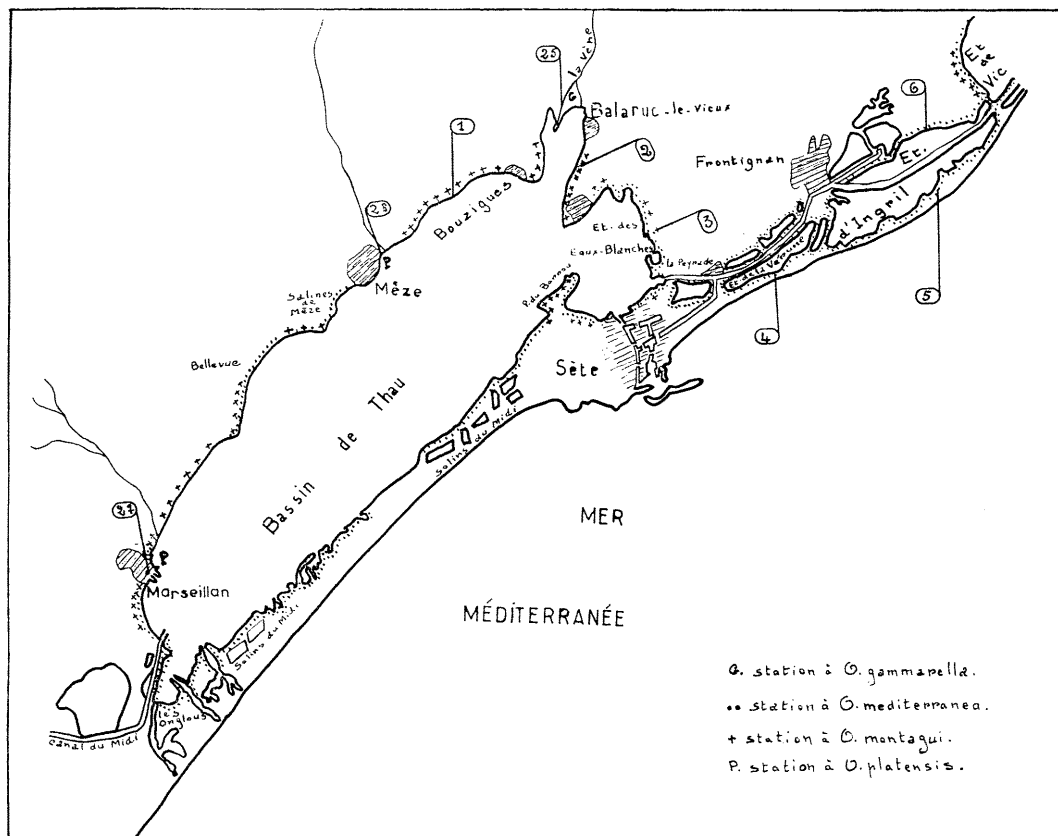 Et. de Vic
25
la Vène
G
Balaruc-le-Vieux
1
2
6
Frontignan
Et.
d'Ingril
Bouzigues
28
3
Et. des
Eaux-Blanches
la Peyrade
P
Mèze
Salines
de
Mèze
5
4
Sète
Bellevue
Bassin de Thau
Salins du Midi
27
P
MER
Marseillan
MÉDITERRANÉE
Salins du Midi
les
Onglous
Canal du Midi
G. station à O. gammarella.
•• station à O. mediterranea.
+ station à O. montagui.
P. station à O. platensis.